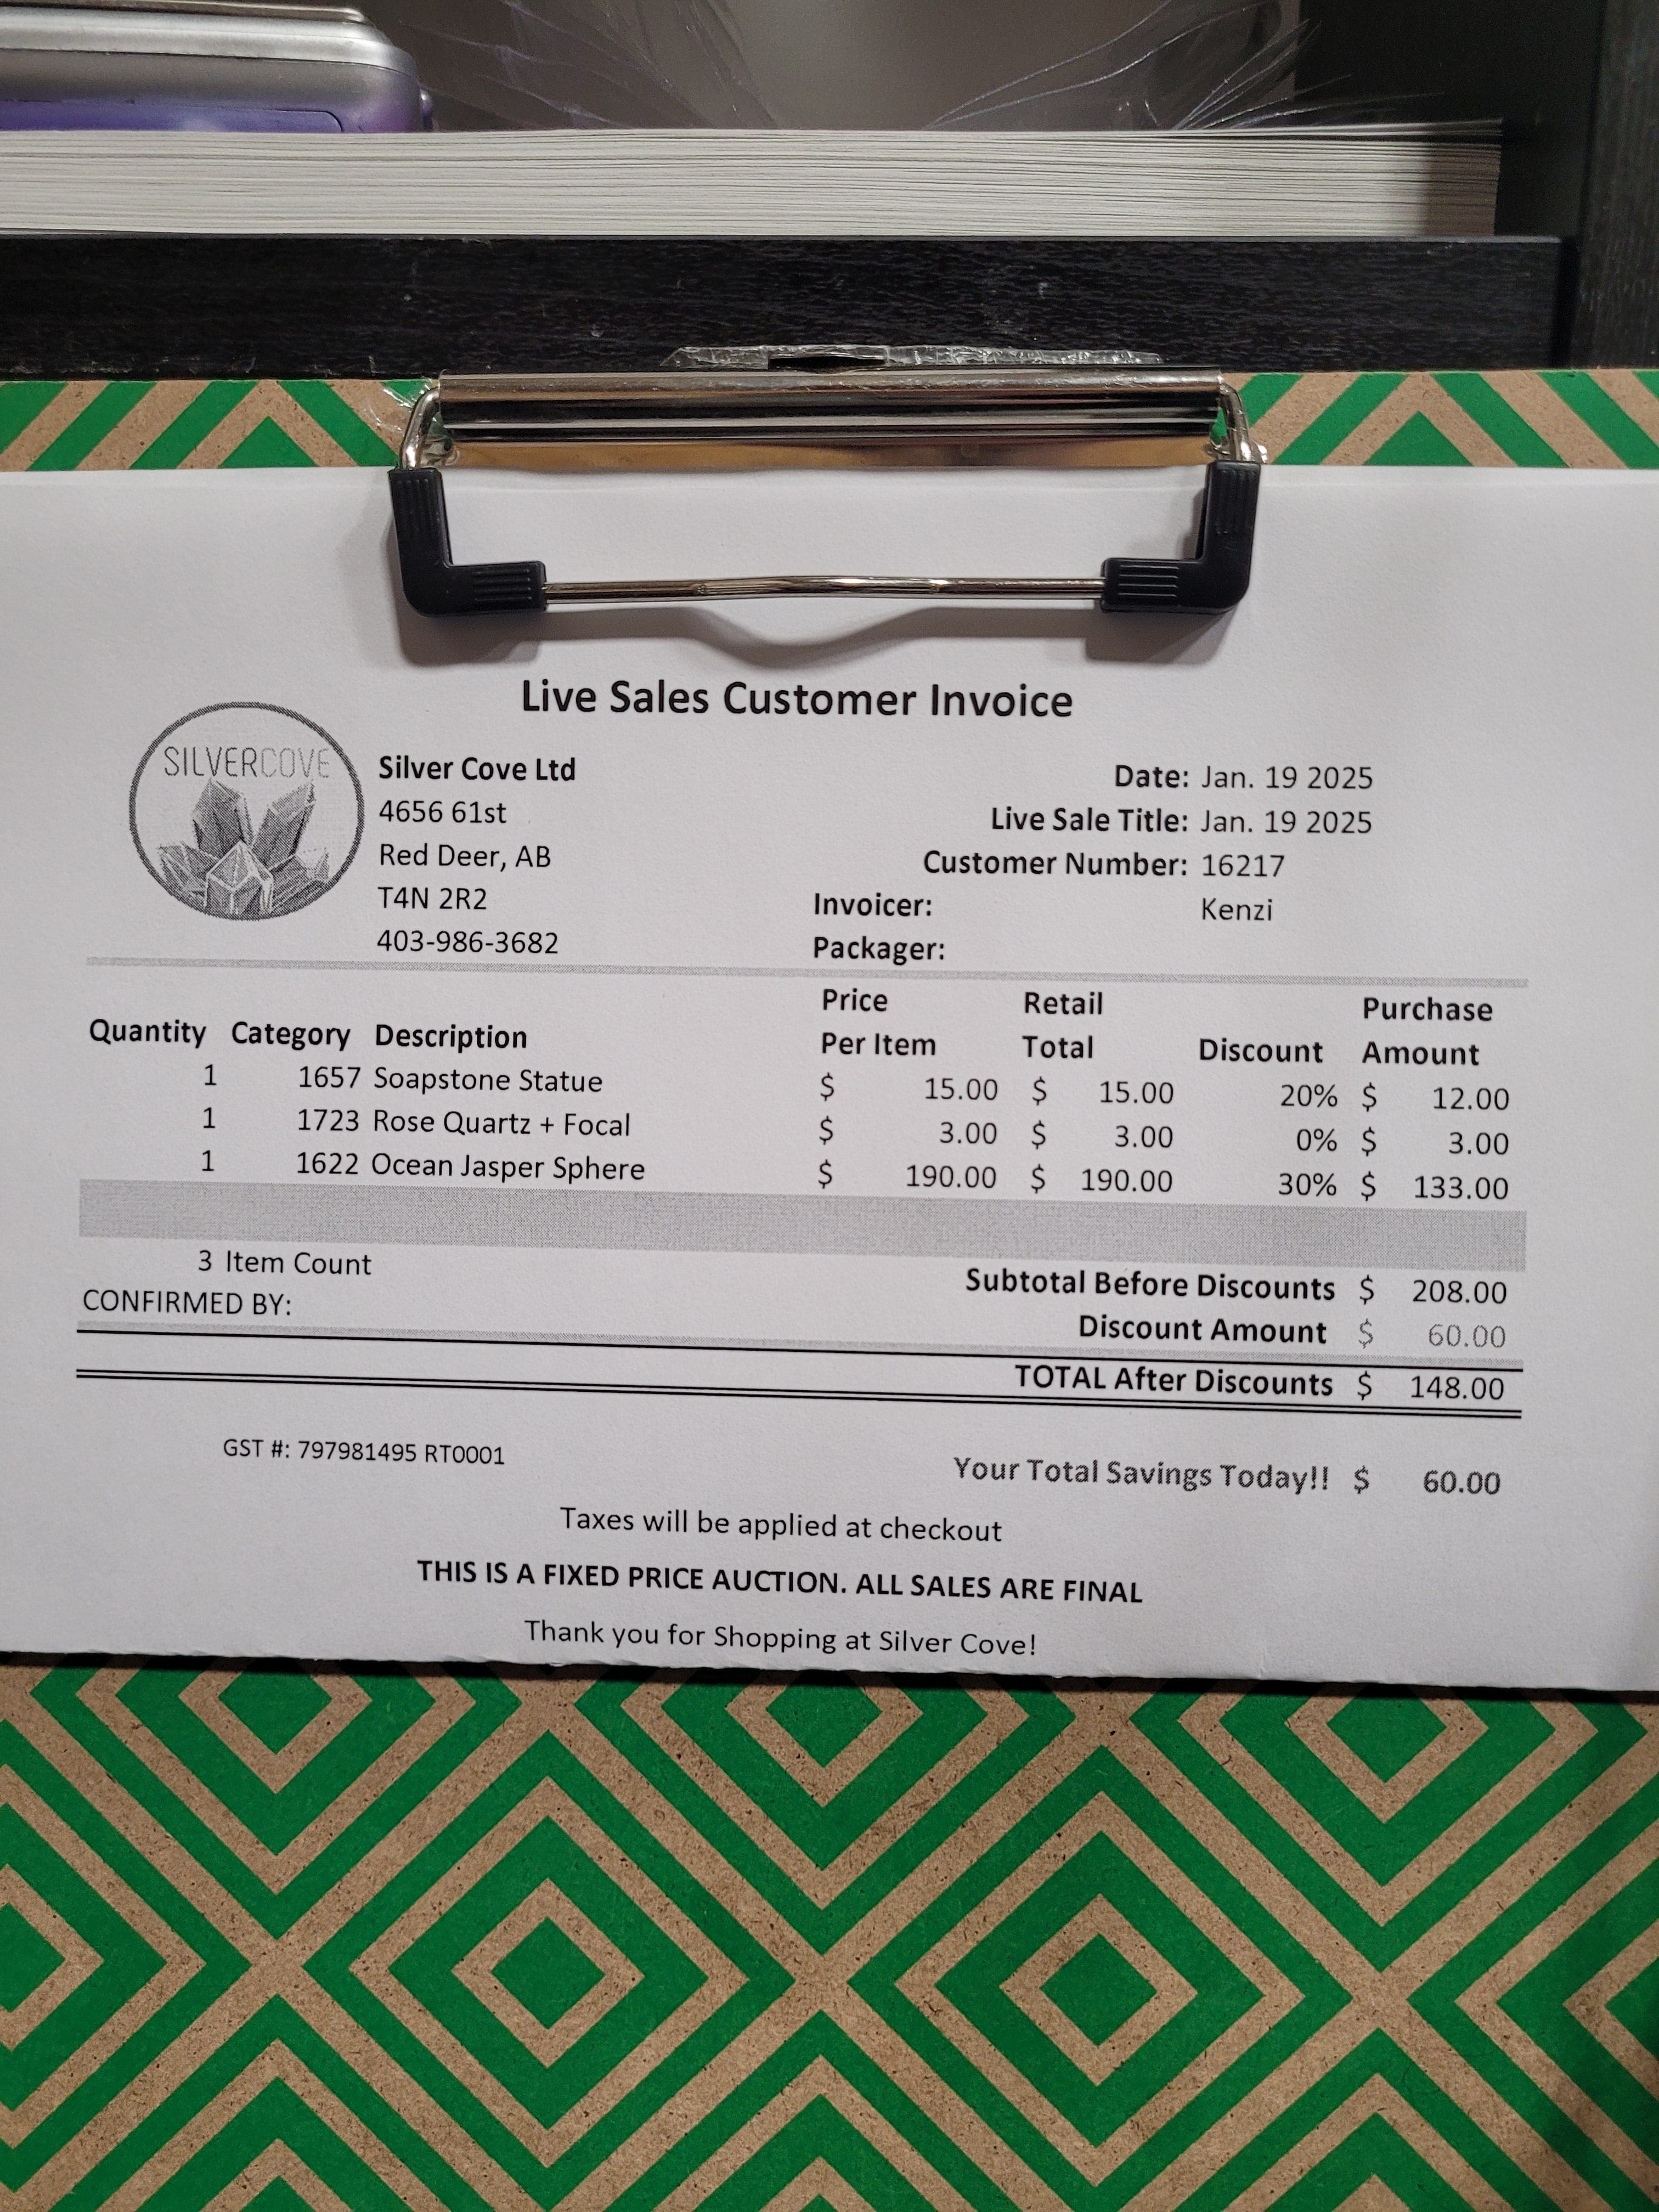 Live Sales Customer Invoice
SILVERCOVE
Silver Cove Ltd
4656 61st
Red Deer, AB
T4N 2R2
403-986-3682
Date: Jan. 19 2025
Live Sale Title: Jan. 19 2025
Customer Number: 16217
Invoicer: Kenzi
Packager:
Quantity Category Description Price Per Item Retail Total Discount Purchase Amount
1 1657 Soapstone Statue $ 15.00 $ 15.00 20% $ 12.00
1 1723 Rose Quartz + Focal $ 3.00 $ 3.00 0% $ 3.00
1 1622 Ocean Jasper Sphere $ 190.00 $ 190.00 30% $ 133.00
3 Item Count
CONFIRMED BY:
Subtotal Before Discounts $ 208.00
Discount Amount $ 60.00
TOTAL After Discounts $ 148.00
GST #: 797981495 RT0001
Your Total Savings Today!! $ 60.00
Taxes will be applied at checkout
THIS IS A FIXED PRICE AUCTION. ALL SALES ARE FINAL
Thank you for Shopping at Silver Cove!